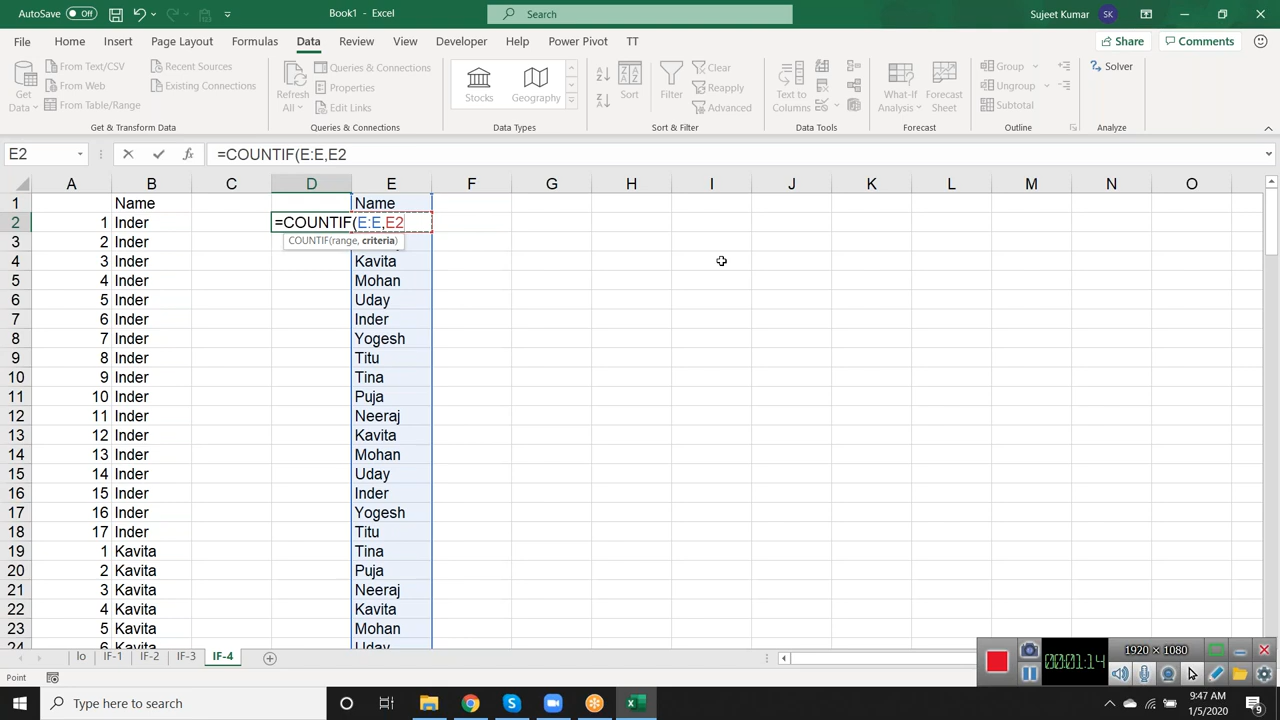 AutoSave Off Book1 - Excel Search Sujeet Kumar SK
File Home Insert Page Layout Formulas Data Review View Developer Help Power Pivot TT Share Comments
Get Data From Text/CSV From Web From Table/Range Recent Sources Existing Connections
Get & Transform Data
Refresh All Queries & Connections Properties Edit Links
Queries & Connections
Stocks Geography
Data Types
Sort Filter Clear Reapply Advanced
Sort & Filter
Text to Columns
Data Tools
What-If Analysis Forecast Sheet
Forecast
Group Ungroup Subtotal
Outline
Solver
Analyze
E2 fx =COUNTIF(E:E,E2
A B C D E F G H I J K L M N O
1 Name Name
2 1 Inder =COUNTIF(E:E,E2
COUNTIF(range, criteria)
3 2 Inder
4 3 Inder Kavita
5 4 Inder Mohan
6 5 Inder Uday
7 6 Inder Inder
8 7 Inder Yogesh
9 8 Inder Titu
10 9 Inder Tina
11 10 Inder Puja
12 11 Inder Neeraj
13 12 Inder Kavita
14 13 Inder Mohan
15 14 Inder Uday
16 15 Inder Inder
17 16 Inder Yogesh
18 17 Inder Titu
19 1 Kavita Tina
20 2 Kavita Puja
21 3 Kavita Neeraj
22 4 Kavita Kavita
23 5 Kavita Mohan
24 6 Kavita Uday
lo IF-1 IF-2 IF-3 IF-4
Point
1920 × 1080
00:01:14
Type here to search
9:47 AM
1/5/2020
9